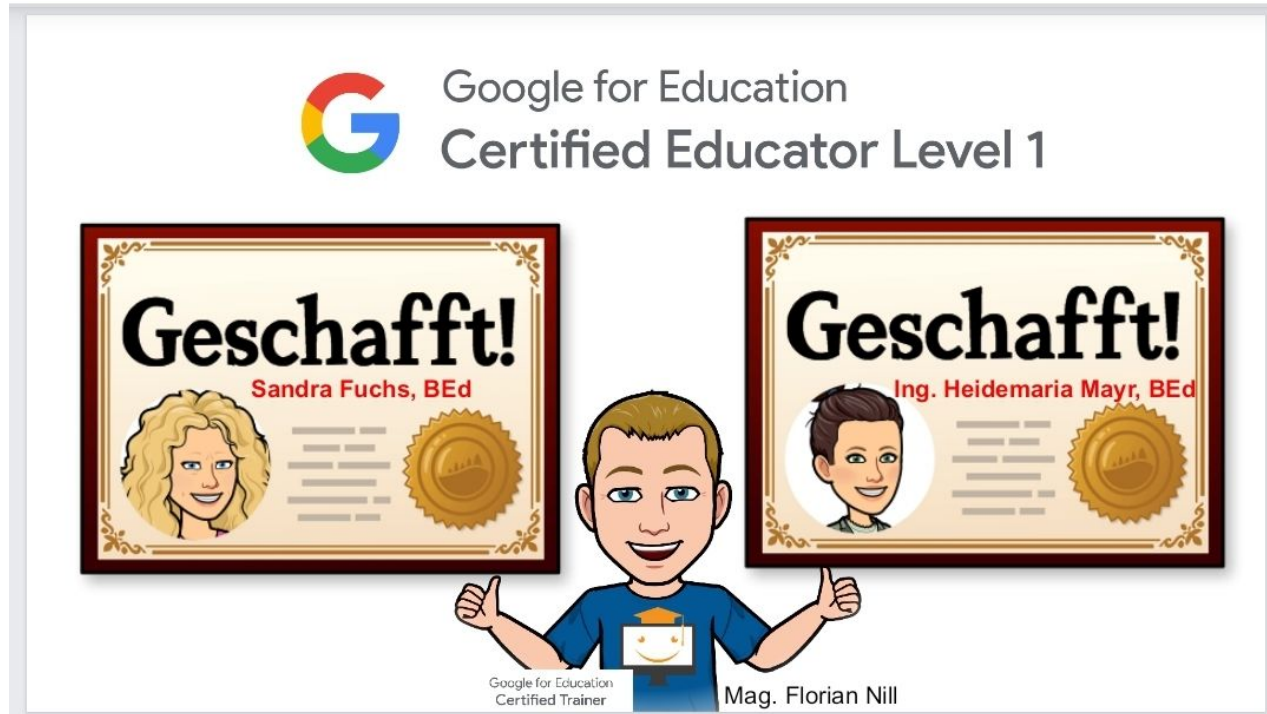 Google for Education
Certified Educator Level 1
Geschafft!
Sandra Fuchs, BEd
Geschafft!
Ing. Heidemaria Mayr, BEd
Google for Education
Certified Trainer
Mag. Florian Nill